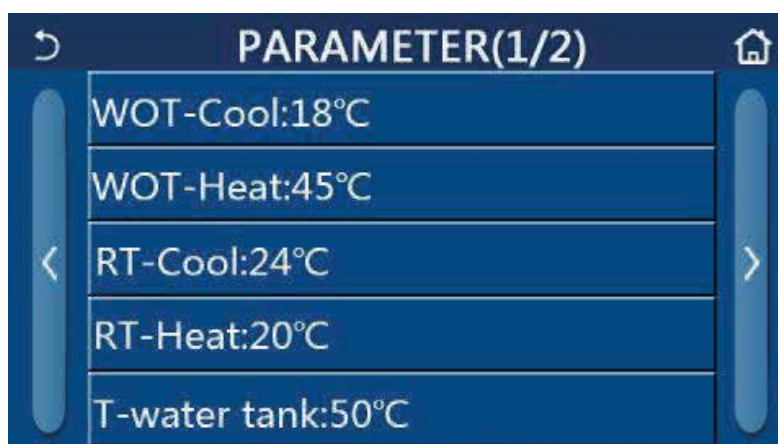 PARAMETER(1/2)
WOT-Cool:18℃
WOT-Heat:45℃
RT-Cool:24℃
RT-Heat:20℃
T-water tank:50℃